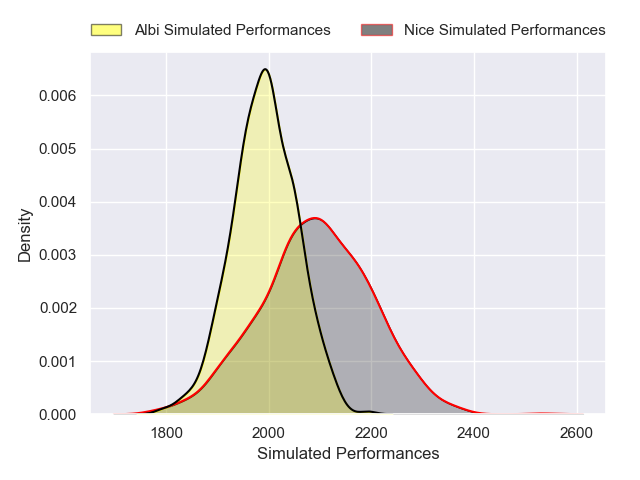 Albi Simulated Performances
Nice Simulated Performances
0.006
0.005
0.004
0.003
0.002
0.001
0.000
Density
1800 2000 2200 2400 2600
Simulated Performances